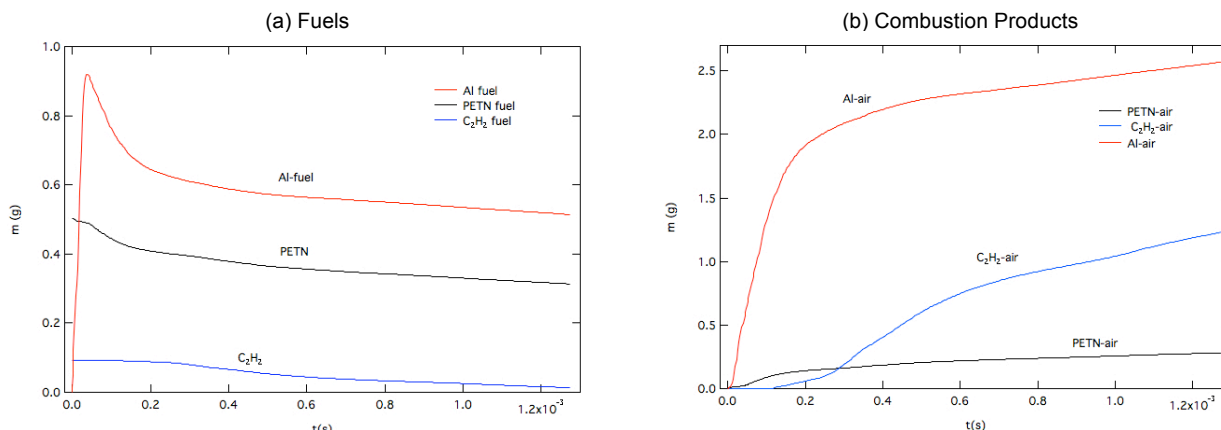 (a) Fuels
1.0
0.8
0.6
0.4
0.2
0.0
m (g)
Al fuel
PETN fuel
C₂H₂ fuel
Al-fuel
PETN
C₂H₂
0.0 0.2 0.4 0.6 0.8 1.0 1.2x10⁻³
t(s)
(b) Combustion Products
2.5
2.0
1.5
1.0
0.5
0.0
m (g)
Al-air
PETN-air
C₂H₂-air
Al-air
C₂H₂-air
PETN-air
0.0 0.2 0.4 0.6 0.8 1.0 1.2x10⁻³
t(s)